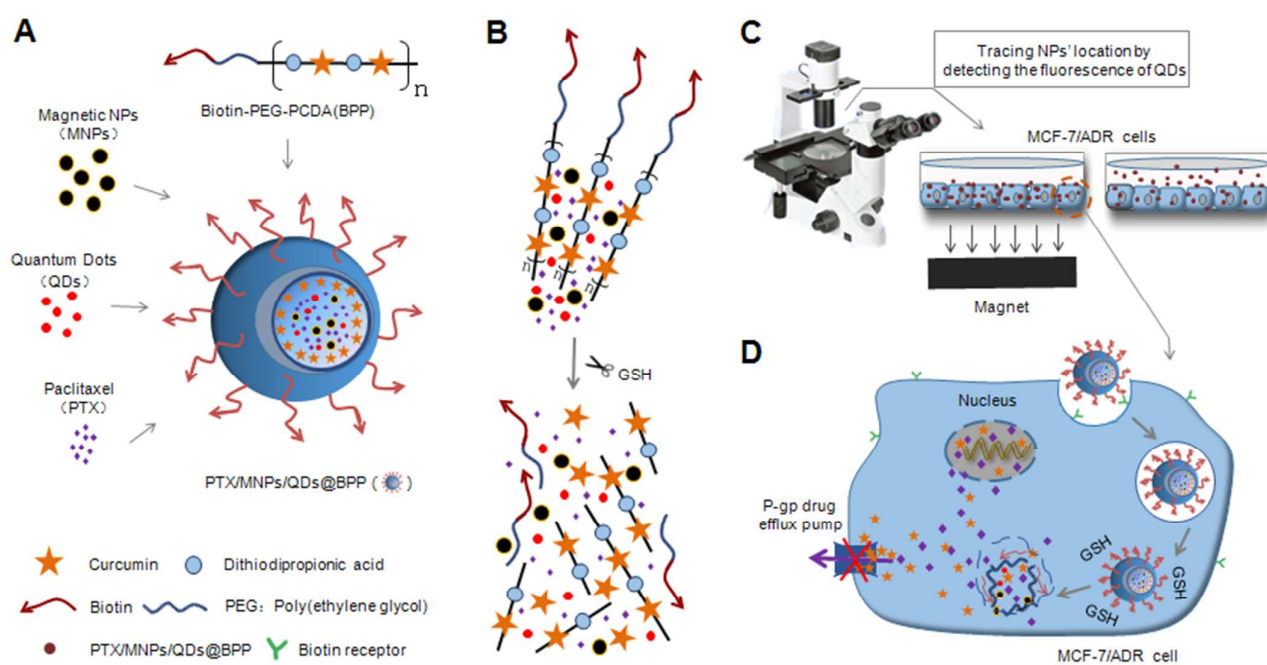 A
n
Biotin-PEG-PCDA(BPP)
Magnetic NPs
(MNPs)
Quantum Dots
(QDs)
Paclitaxel
(PTX)
PTX/MNPs/QDs@BPP ( )
Curcumin
Dithiodipropionic acid
Biotin
PEG: Poly(ethylene glycol)
PTX/MNPs/QDs@BPP
Biotin receptor
B
n
n
n
GSH
C
Tracing NPs' location by
detecting the fluorescence of QDs
MCF-7/ADR cells
Magnet
D
Nucleus
P-gp drug
efflux pump
GSH
GSH
GSH
MCF-7/ADR cell